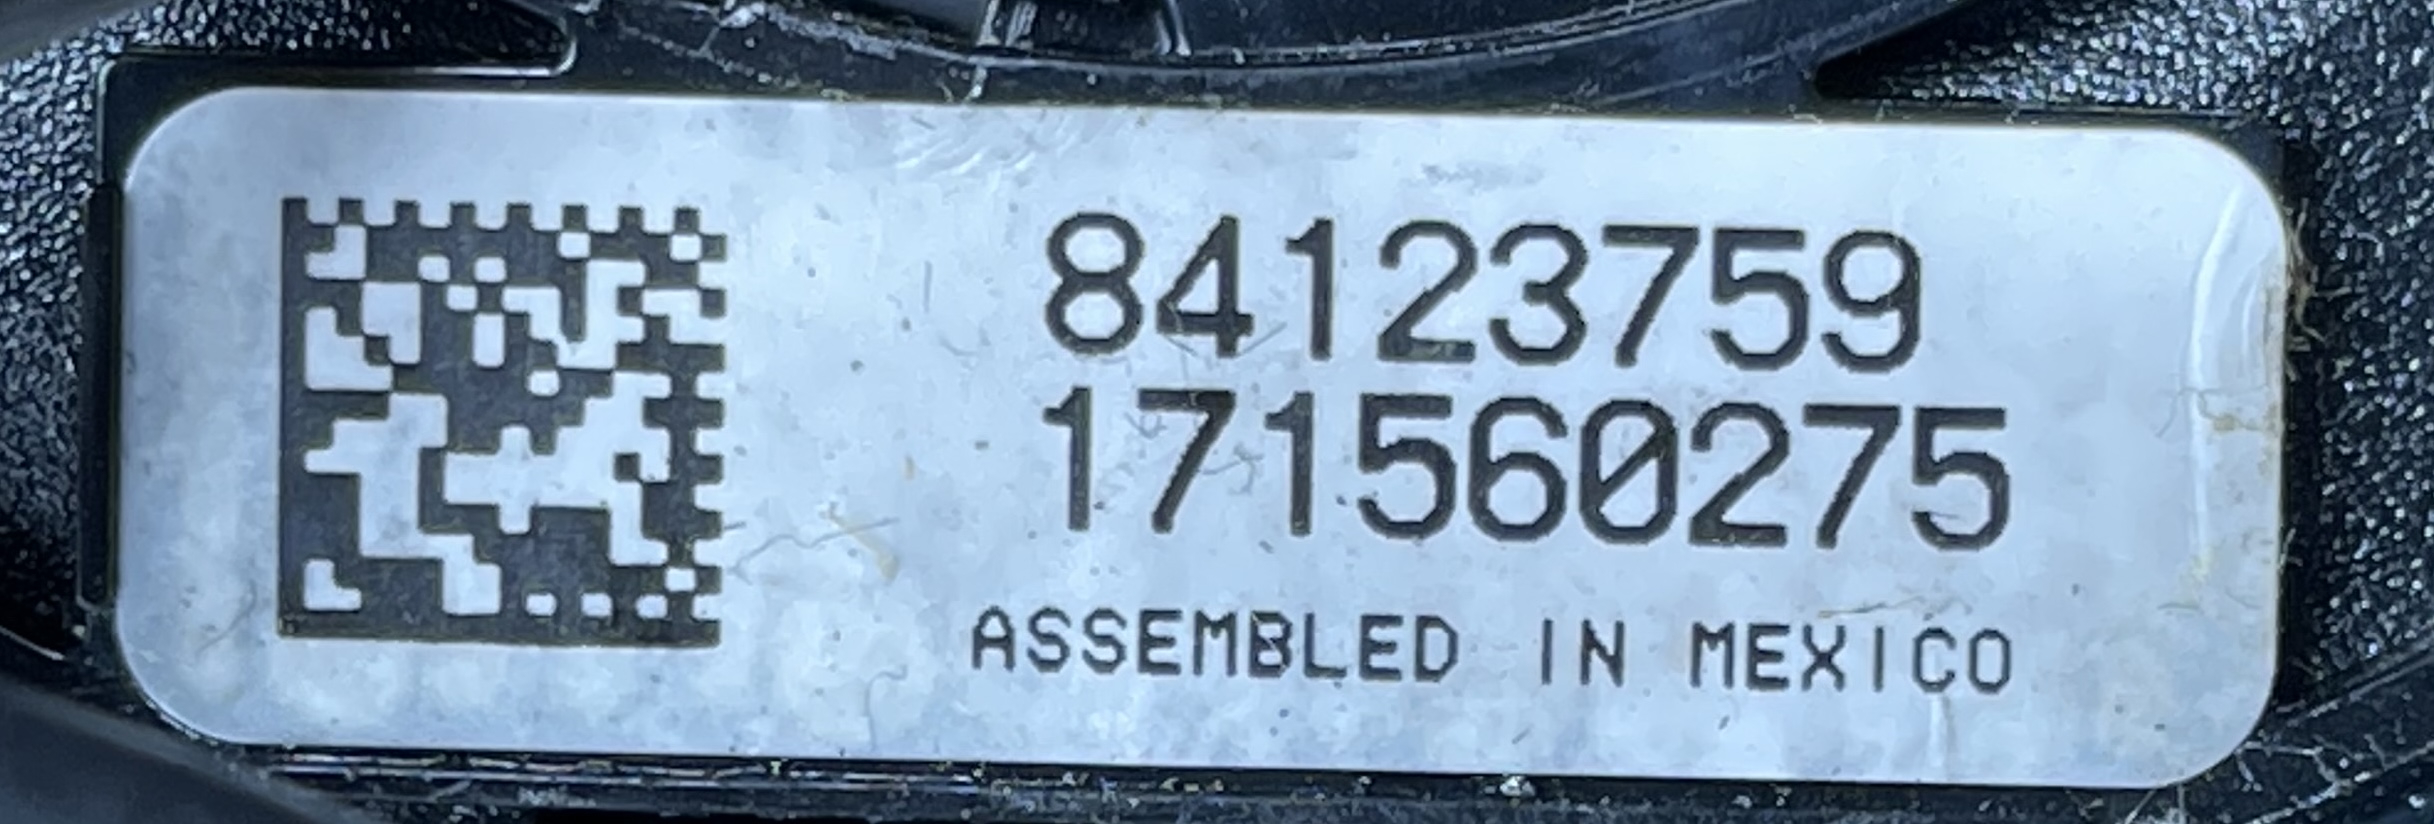 84123759
171560275
ASSEMBLED IN MEXICO